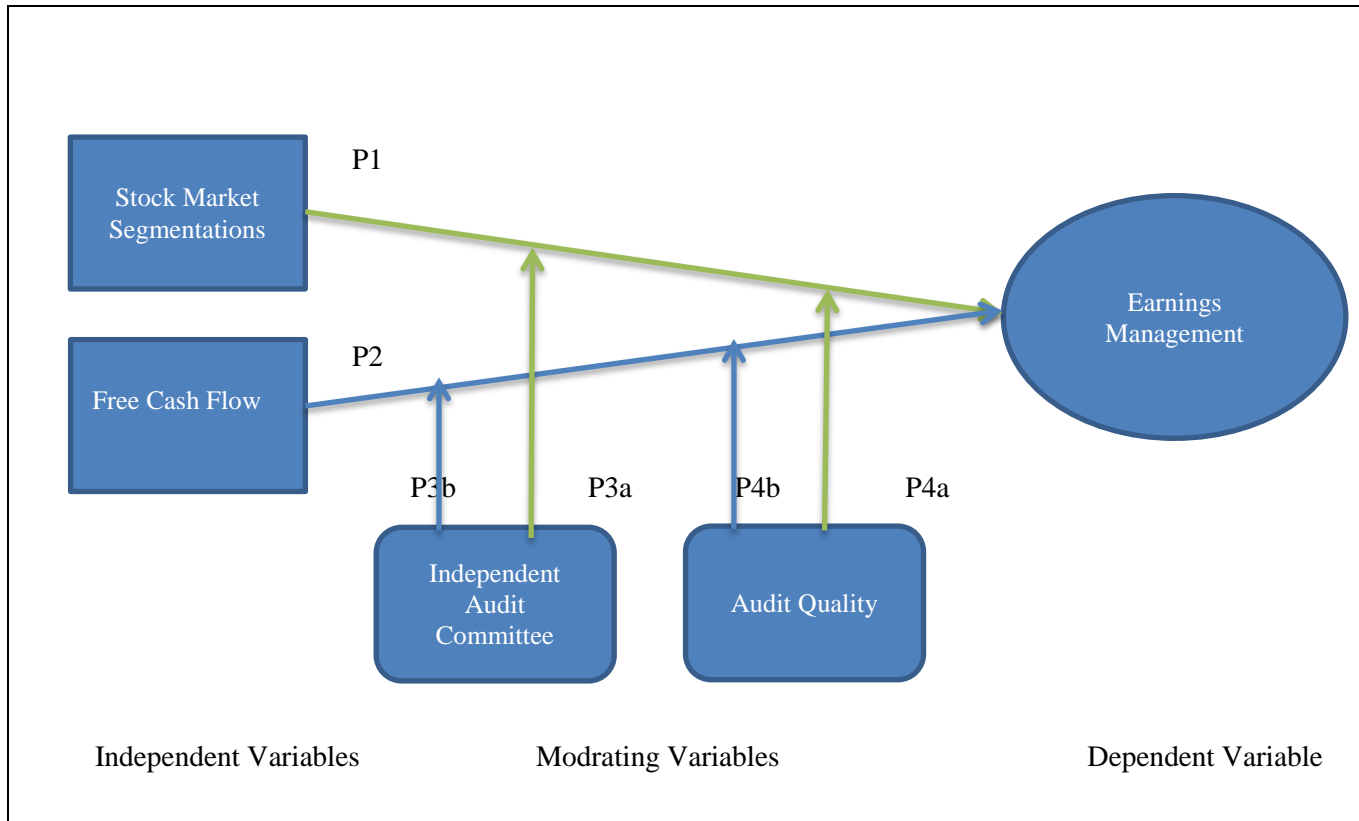 P1
Stock Market
Segmentations
Earnings
Management
P2
Free Cash Flow
P3b
P3a
P4b
P4a
Independent
Audit
Committee
Audit Quality
Independent Variables
Modrating Variables
Dependent Variable